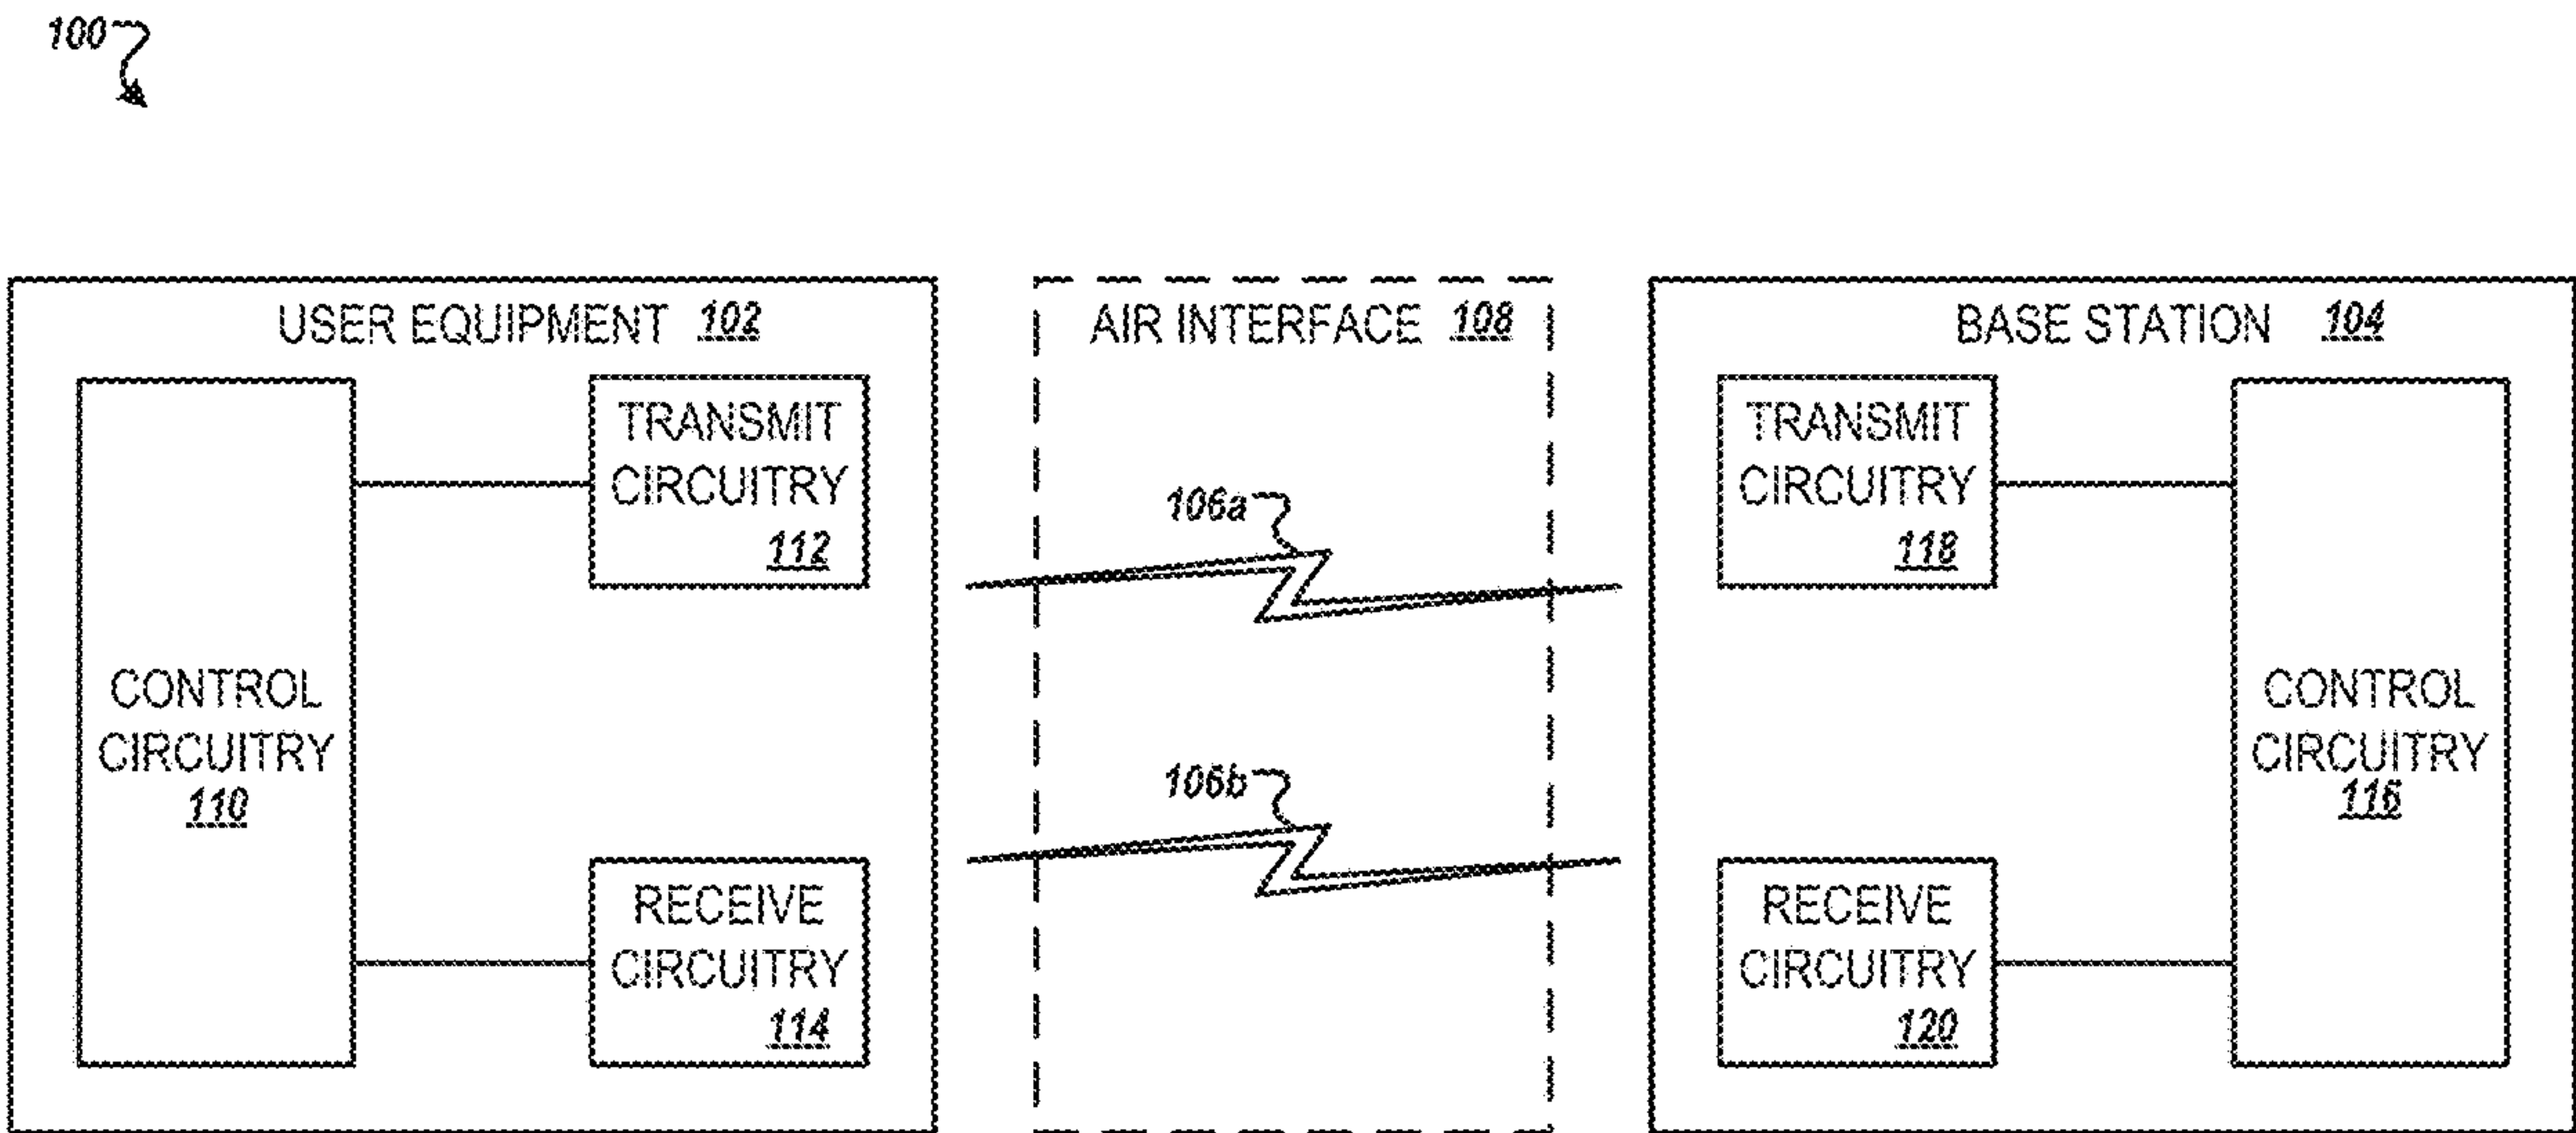 100
USER EQUIPMENT 102
CONTROL
CIRCUITRY
110
TRANSMIT
CIRCUITRY
112
RECEIVE
CIRCUITRY
114
AIR INTERFACE 108
106a
106b
BASE STATION 104
TRANSMIT
CIRCUITRY
118
RECEIVE
CIRCUITRY
120
CONTROL
CIRCUITRY
116